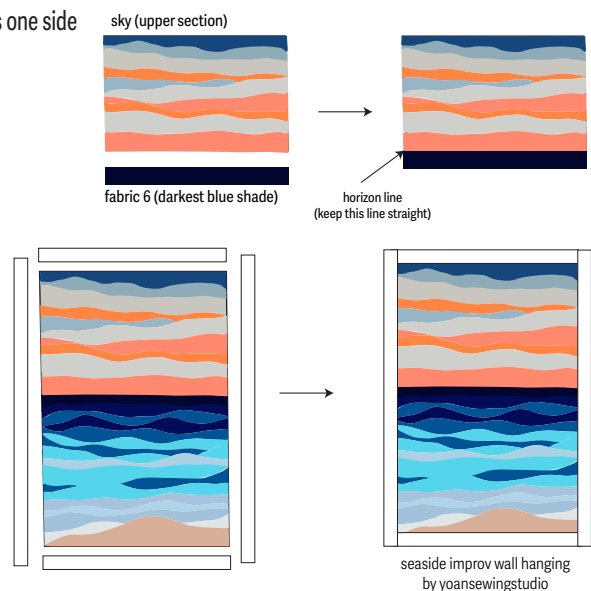 s one side
sky (upper section)
fabric 6 (darkest blue shade)
horizon line
(keep this line straight)
seaside improv wall hanging
by yoansewingstudio